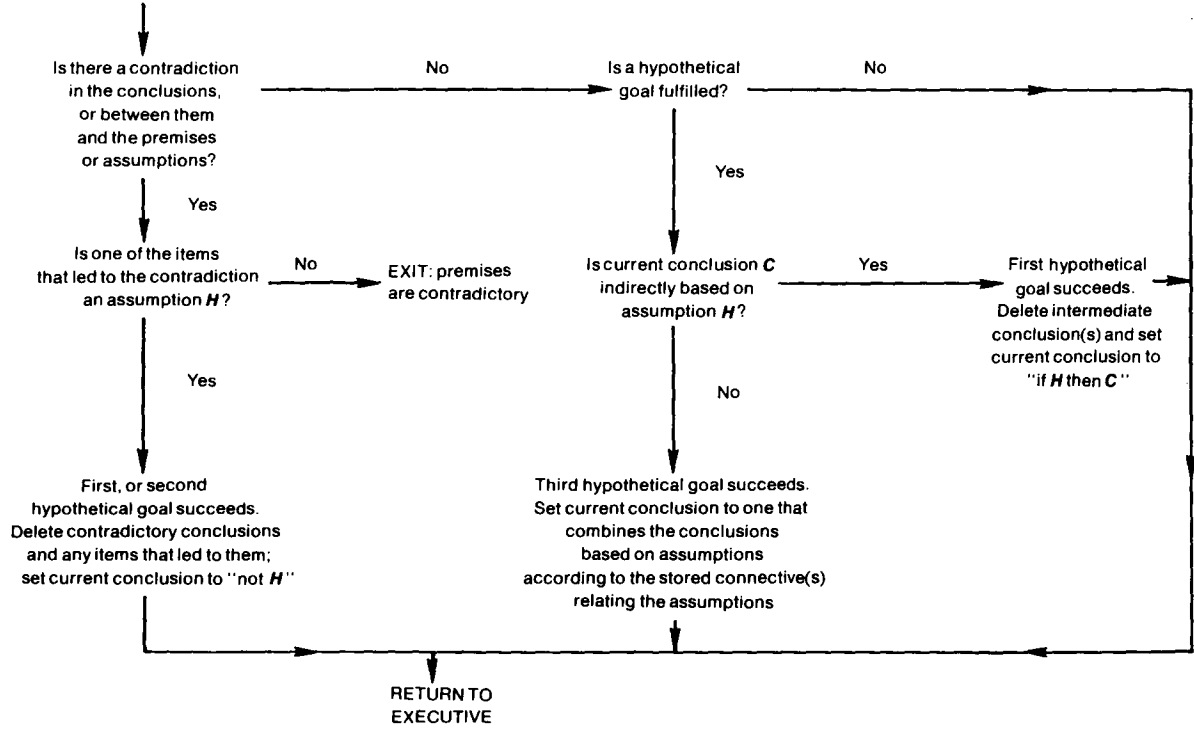 Is there a contradiction
in the conclusions,
or between them
and the premises
or assumptions?
No
Is a hypothetical
goal fulfilled?
No
Yes
Yes
Is one of the items
that led to the contradiction
an assumption H?
No
EXIT: premises
are contradictory
Is current conclusion C
indirectly based on
assumption H?
Yes
First hypothetical
goal succeeds.
Delete intermediate
conclusion(s) and set
current conclusion to
"if H then C"
Yes
No
First, or second
hypothetical goal succeeds.
Delete contradictory conclusions
and any items that led to them;
set current conclusion to "not H"
Third hypothetical goal succeeds.
Set current conclusion to one that
combines the conclusions
based on assumptions
according to the stored connective(s)
relating the assumptions
RETURN TO
EXECUTIVE